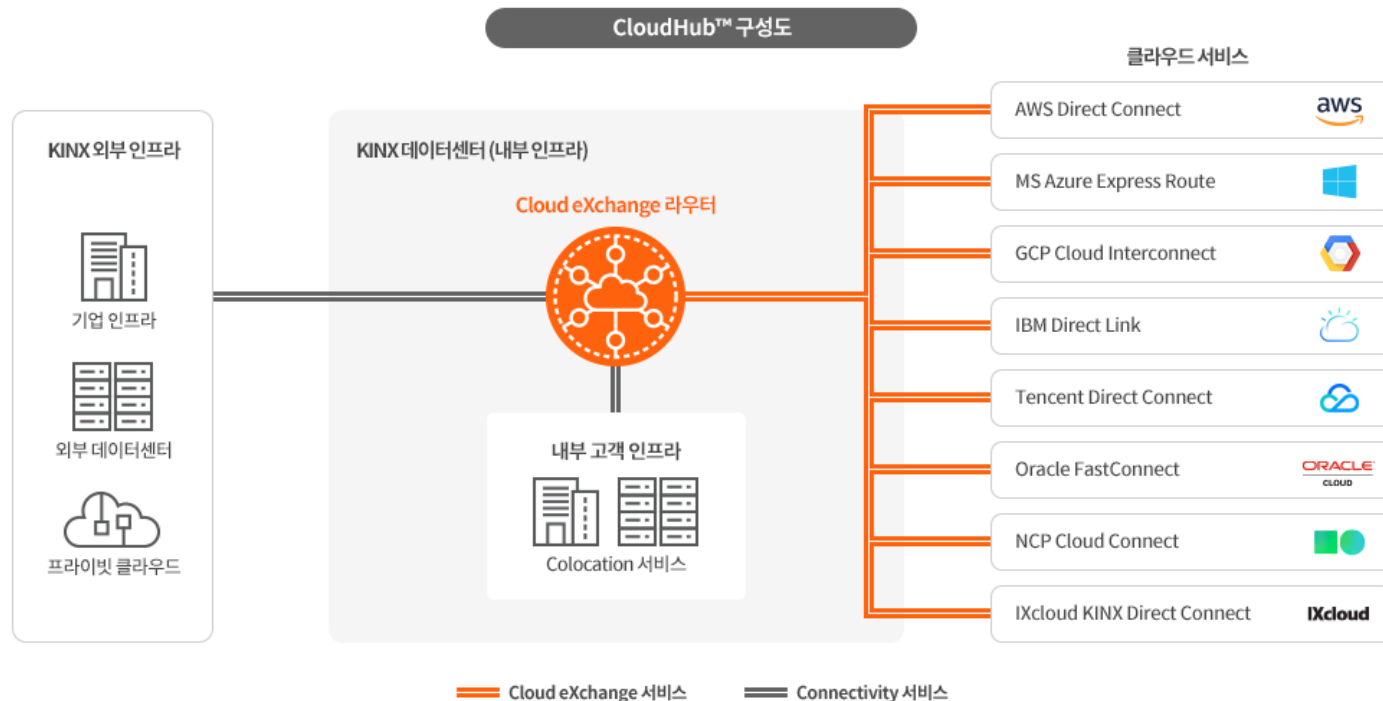 CloudHub™ 구성도
클라우드 서비스
KINX 외부 인프라
기업 인프라
외부 데이터센터
프라이빗 클라우드
KINX 데이터센터 (내부 인프라)
Cloud eXchange 라우터
내부 고객 인프라
Colocation 서비스
AWS Direct Connect
aws
MS Azure Express Route
GCP Cloud Interconnect
IBM Direct Link
Tencent Direct Connect
Oracle FastConnect
ORACLE
CLOUD
NCP Cloud Connect
IXcloud KINX Direct Connect
IXcloud
Cloud eXchange 서비스
Connectivity 서비스